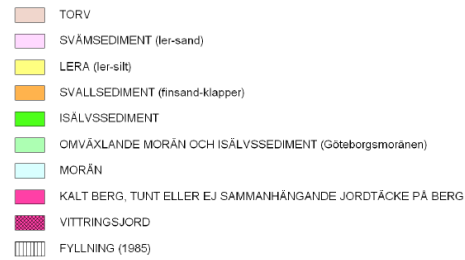 TORV
SVÄMSEDIMENT (ler-sand)
LERA (ler-silt)
SVALLSEDIMENT (finsand-klapper)
ISÄLVSSEDIMENT
OMVÄXLANDE MORÄN OCH ISÄLVSSEDIMENT (Göteborgsmoränen)
MORÄN
KALT BERG, TUNT ELLER EJ SAMMANHÄNGANDE JORDTÄCKE PÅ BERG
VITTRINGSJORD
FYLLNING (1985)